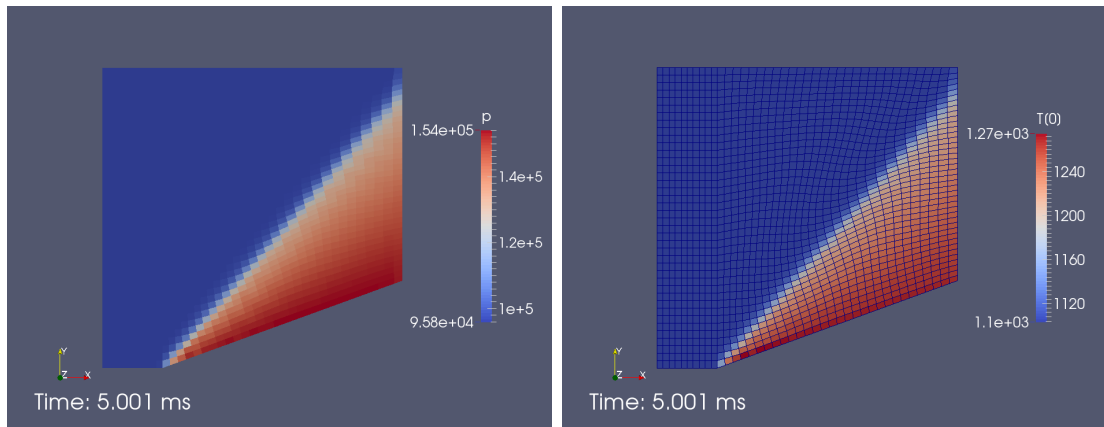 p
1.54e+05
1.4e+5
1.2e+5
1e+5
9.58e+04
Y
Z X
Time: 5.001 ms
T(0)
1.27e+03
1240
1200
1160
1120
1.1e+03
Y
Z X
Time: 5.001 ms